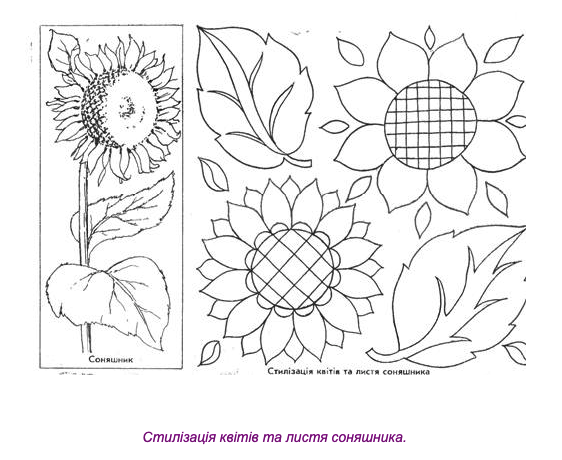 Соняшник
Стилізація квітів та листя соняшника
Стилізація квітів та листя соняшника.